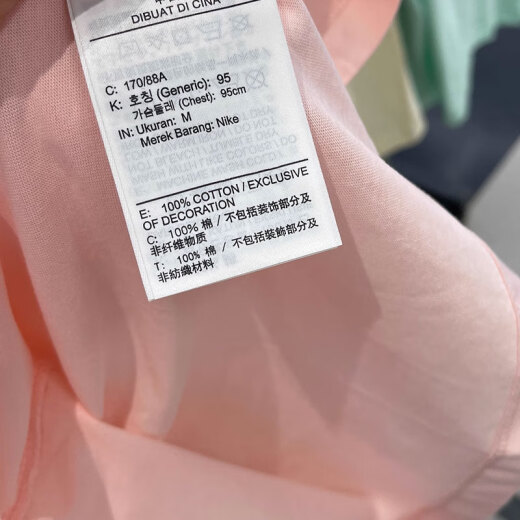 DIBUAT DI CINA
C: 170/88A
K: 호칭 (Generic): 95
가슴둘레 (Chest): 95cm
IN: Ukuran: M
Merek Barang: Nike
E: 100% COTTON / EXCLUSIVE
OF DECORATION
C: 100% 棉 / 不包括装饰部分及
非纤维物质
T: 100% 棉 / 不包括裝飾部分及
非紡織材料